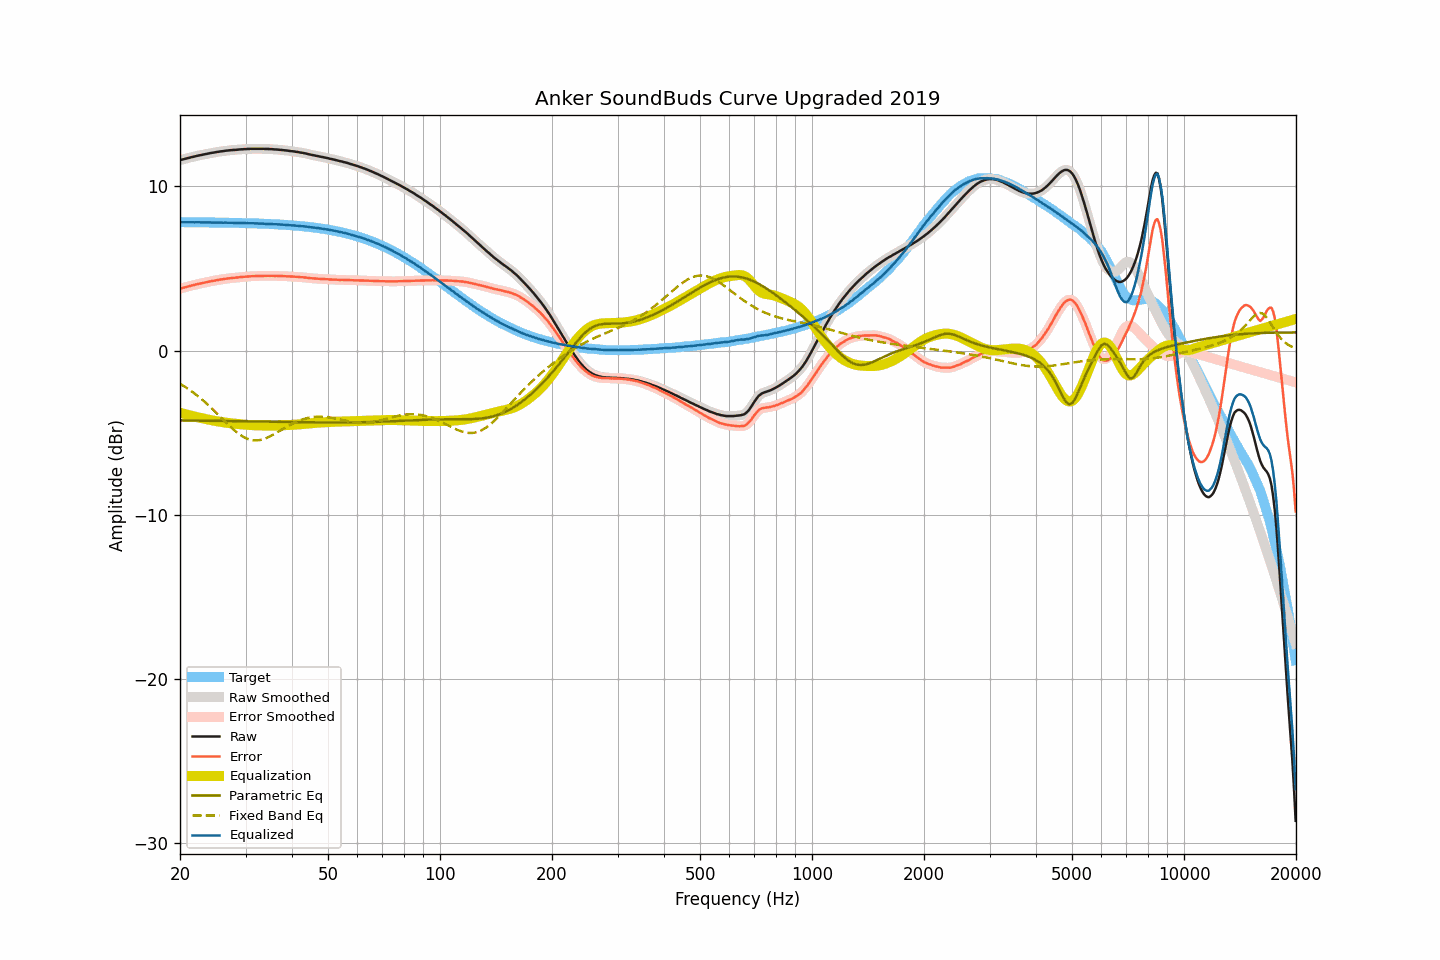 Anker SoundBuds Curve Upgraded 2019
Amplitude (dBr)
10
0
−10
−20
−30
Target
Raw Smoothed
Error Smoothed
Raw
Error
Equalization
Parametric Eq
Fixed Band Eq
Equalized
20 50 100 200 500 1000 2000 5000 10000 20000
Frequency (Hz)